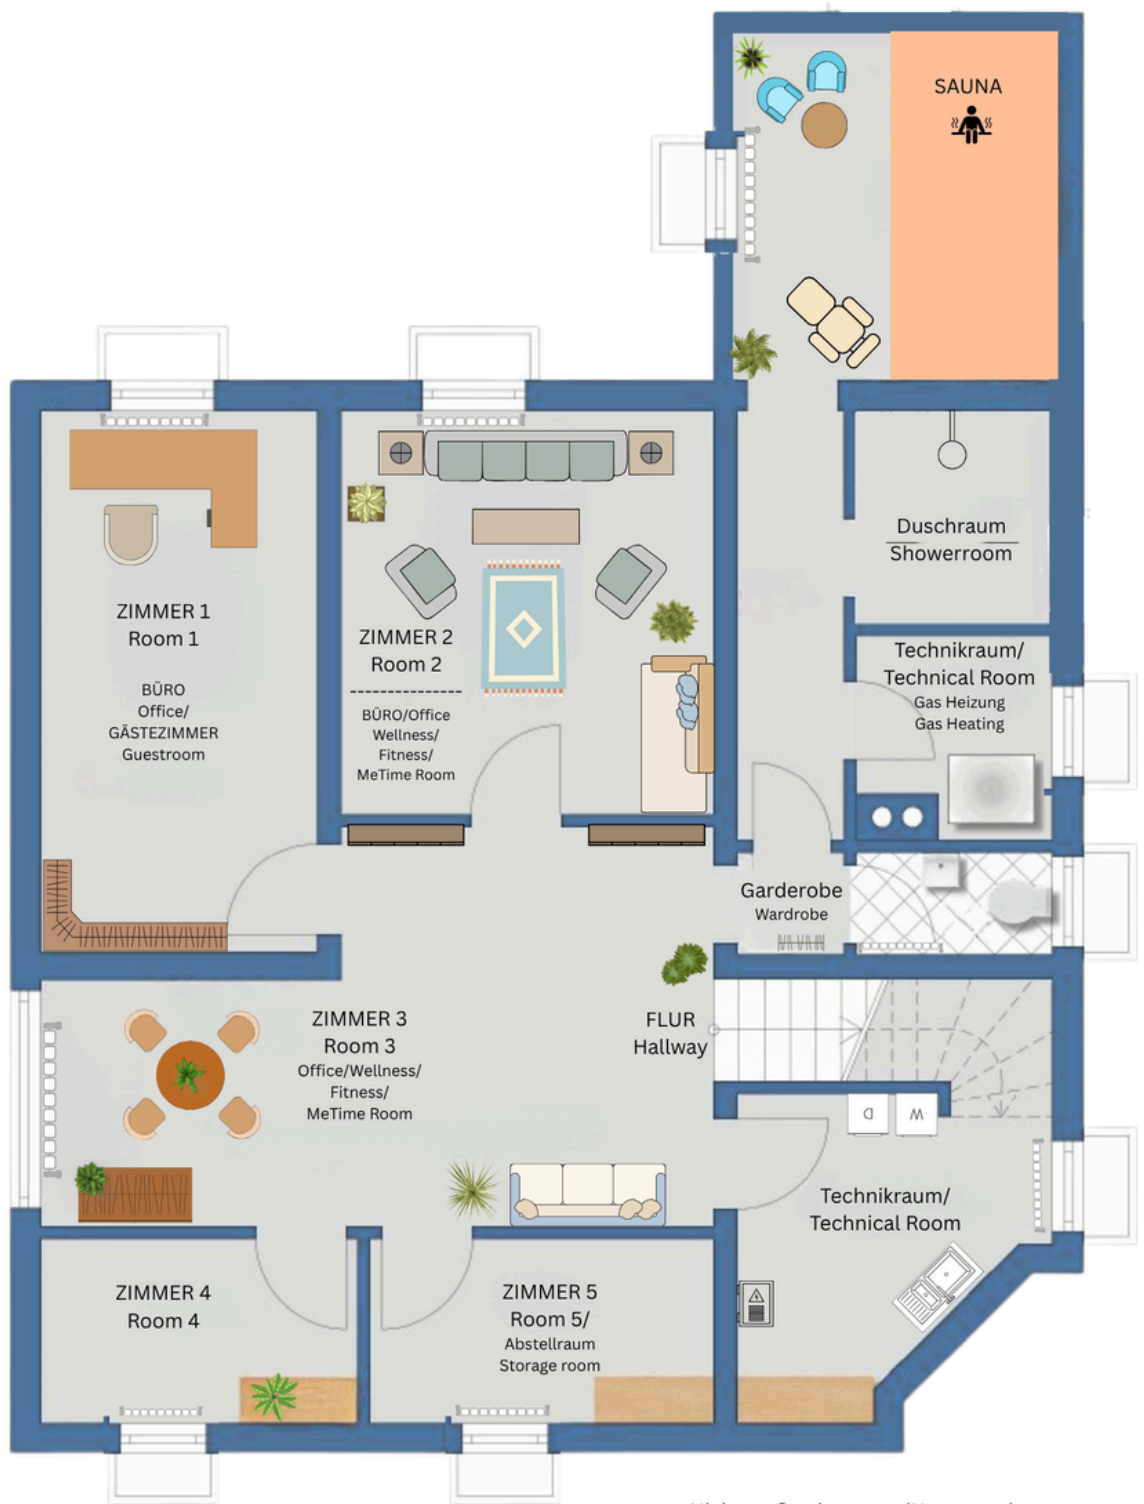 SAUNA
Duschraum
Showerroom
ZIMMER 1
Room 1
BÜRO
Office/
GÄSTEZIMMER
Guestroom
ZIMMER 2
Room 2
BÜRO/Office
Wellness/
Fitness/
MeTime Room
Technikraum/
Technical Room
Gas Heizung
Gas Heating
Garderobe
Wardrobe
ZIMMER 3
Room 3
Office/Wellness/
Fitness/
MeTime Room
FLUR
Hallway
D
W
Technikraum/
Technical Room
ZIMMER 4
Room 4
ZIMMER 5
Room 5/
Abstellraum
Storage room